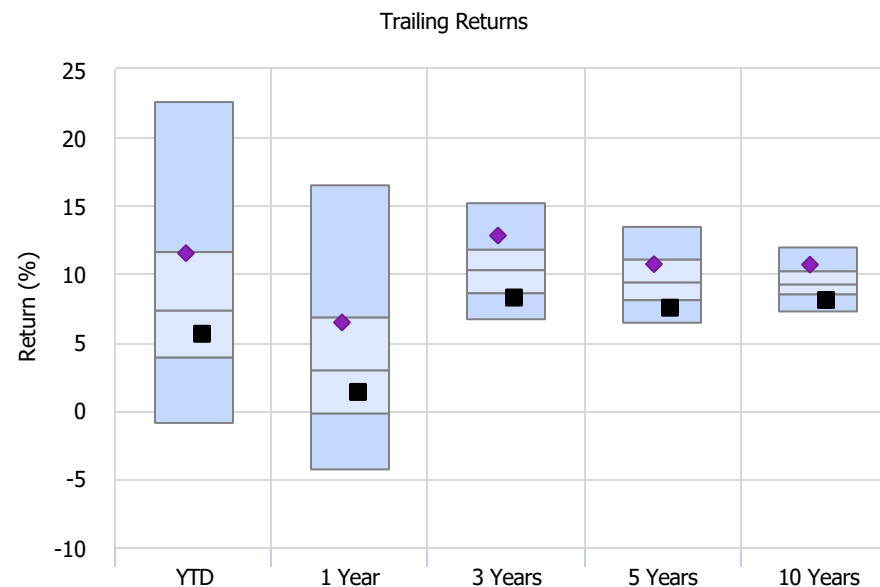 Trailing Returns
Return (%)
25
20
15
10
5
0
-5
-10
YTD
1 Year
3 Years
5 Years
10 Years